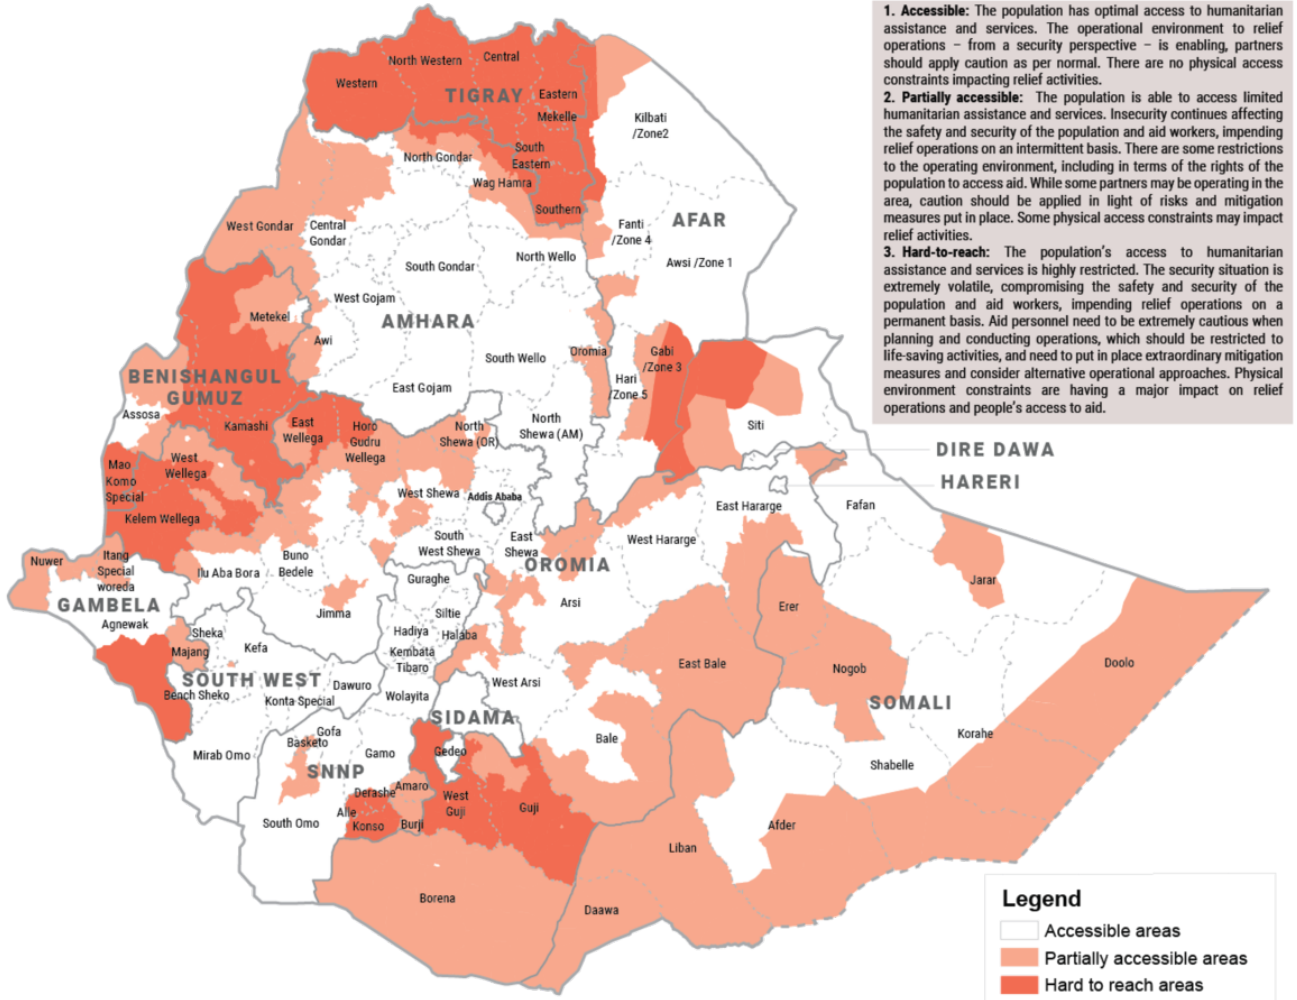 1. Accessible: The population has optimal access to humanitarian
assistance and services. The operational environment to relief
operations – from a security perspective – is enabling, partners
should apply caution as per normal. There are no physical access
constraints impacting relief activities.
2. Partially accessible: The population is able to access limited
humanitarian assistance and services. Insecurity continues affecting
the safety and security of the population and aid workers, impending
relief operations on an intermittent basis. There are some restrictions
to the operating environment, including in terms of the rights of the
population to access aid. While some partners may be operating in the
area, caution should be applied in light of risks and mitigation
measures put in place. Some physical access constraints may impact
relief activities.
3. Hard-to-reach: The population's access to humanitarian
assistance and services is highly restricted. The security situation is
extremely volatile, compromising the safety and security of the
population and aid workers, impending relief operations on a
permanent basis. Aid personnel need to be extremely cautious when
planning and conducting operations, which should be restricted to
life-saving activities, and need to put in place extraordinary mitigation
measures and consider alternative operational approaches. Physical
environment constraints are having a major impact on relief
operations and people's access to aid.
North Western
Central
Western
TIGRAY
Eastern
Mekelle
Kilbati
/Zone2
South
Eastern
North Gondar
Wag Hamra
Southern
West Gondar
Central
Gondar
Fanti
/Zone 4
AFAR
Awsi /Zone 1
South Gondar
North Wello
West Gojam
Metekel
AMHARA
Awi
South Wello
Oromia
Gabi
/Zone 3
Hari
/Zone 5
BENISHANGUL
GUMUZ
East Gojam
Assosa
Kamashi
East
Wellega
Horo
Gudru
Wellega
North
Shewa (OR)
North
Shewa (AM)
Siti
DIRE DAWA
HARERI
Mao
Komo
Special
West
Wellega
West Shewa
Addis Ababa
East Hararge
Fafan
Kelem Wellega
South
West Shewa
East
Shewa
West Hararge
OROMIA
Nuwer
Itang
Special
woreda
Ilu Aba Bora
Buno
Bedele
Guraghe
Jarar
GAMBELA
Agnewak
Jimma
Siltie
Arsi
Erer
Sheka
Kefa
Hadiya
Halaba
Majang
Kembata
Tibaro
East Bale
Nogob
Doolo
SOUTH WEST
Bench Sheko
Konta Special
Dawuro
Wolayita
West Arsi
SOMALI
SIDAMA
Korahe
Mirab Omo
Gofa
Basketo
Gamo
Gedeo
Bale
Shabelle
SNNP
Derashe
Amaro
South Omo
Alle
Konso
Burji
West
Guji
Guji
Afder
Liban
Borena
Daawa
Legend
Accessible areas
Partially accessible areas
Hard to reach areas